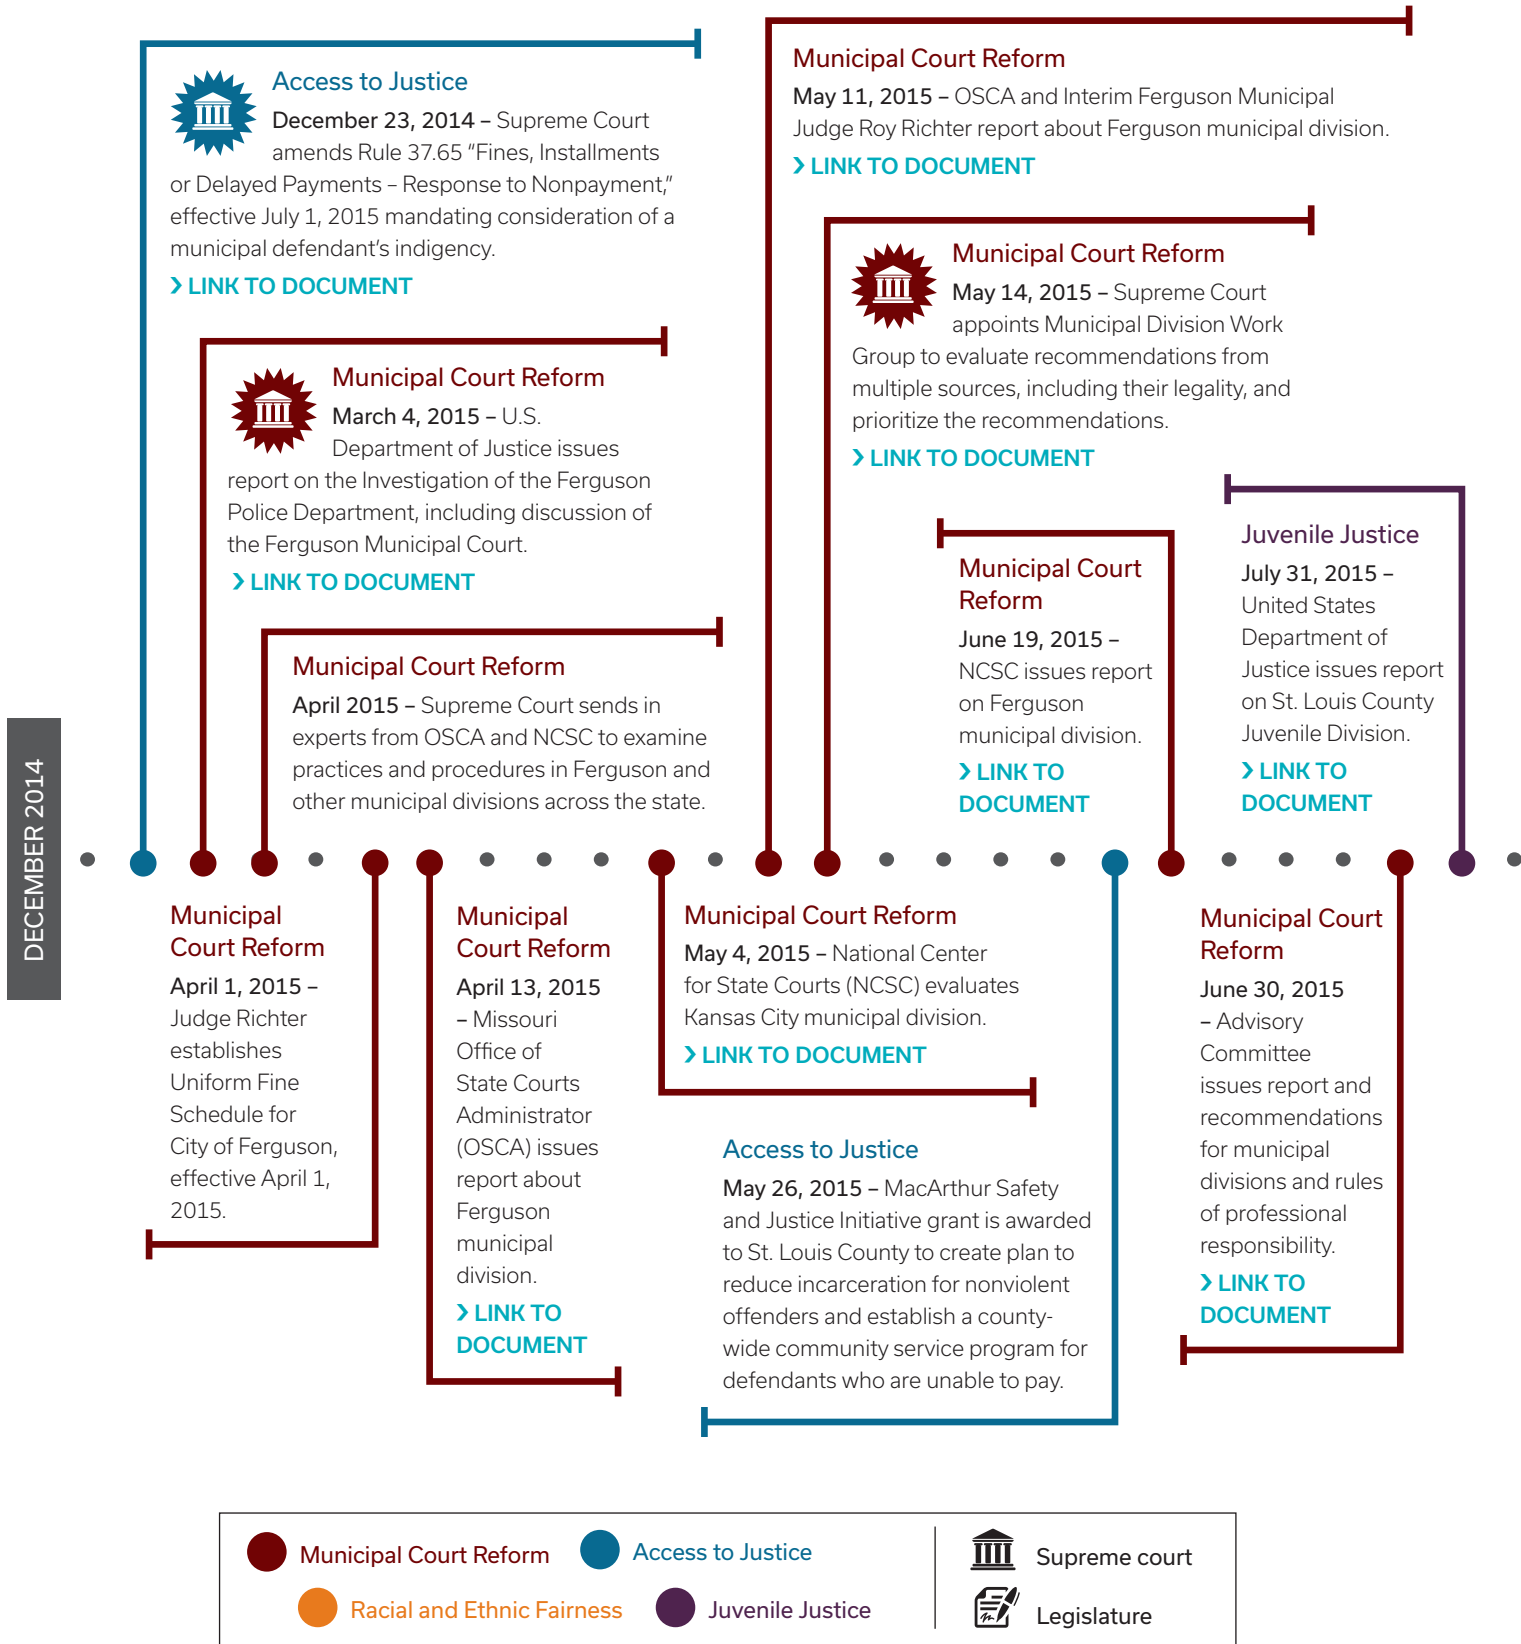 Access to Justice
December 23, 2014 – Supreme Court
amends Rule 37.65 “Fines, Installments
or Delayed Payments – Response to Nonpayment,”
effective July 1, 2015 mandating consideration of a
municipal defendant’s indigency.
› LINK TO DOCUMENT
Municipal Court Reform
March 4, 2015 – U.S.
Department of Justice issues
report on the Investigation of the Ferguson
Police Department, including discussion of
the Ferguson Municipal Court.
› LINK TO DOCUMENT
Municipal Court Reform
April 2015 – Supreme Court sends in
experts from OSCA and NCSC to examine
practices and procedures in Ferguson and
other municipal divisions across the state.
Municipal Court Reform
May 11, 2015 – OSCA and Interim Ferguson Municipal
Judge Roy Richter report about Ferguson municipal division.
› LINK TO DOCUMENT
Municipal Court Reform
May 14, 2015 – Supreme Court
appoints Municipal Division Work
Group to evaluate recommendations from
multiple sources, including their legality, and
prioritize the recommendations.
› LINK TO DOCUMENT
Municipal Court
Reform
June 19, 2015 –
NCSC issues report
on Ferguson
municipal division.
› LINK TO
DOCUMENT
Juvenile Justice
July 31, 2015 –
United States
Department of
Justice issues report
on St. Louis County
Juvenile Division.
› LINK TO
DOCUMENT
DECEMBER 2014
Municipal
Court Reform
April 1, 2015 –
Judge Richter
establishes
Uniform Fine
Schedule for
City of Ferguson,
effective April 1,
2015.
Municipal
Court Reform
April 13, 2015
– Missouri
Office of
State Courts
Administrator
(OSCA) issues
report about
Ferguson
municipal
division.
› LINK TO
DOCUMENT
Municipal Court Reform
May 4, 2015 – National Center
for State Courts (NCSC) evaluates
Kansas City municipal division.
› LINK TO DOCUMENT
Access to Justice
May 26, 2015 – MacArthur Safety
and Justice Initiative grant is awarded
to St. Louis County to create plan to
reduce incarceration for nonviolent
offenders and establish a county-
wide community service program for
defendants who are unable to pay.
Municipal Court
Reform
June 30, 2015
– Advisory
Committee
issues report and
recommendations
for municipal
divisions and rules
of professional
responsibility.
› LINK TO
DOCUMENT
Municipal Court Reform
Access to Justice
Racial and Ethnic Fairness
Juvenile Justice
Supreme court
Legislature